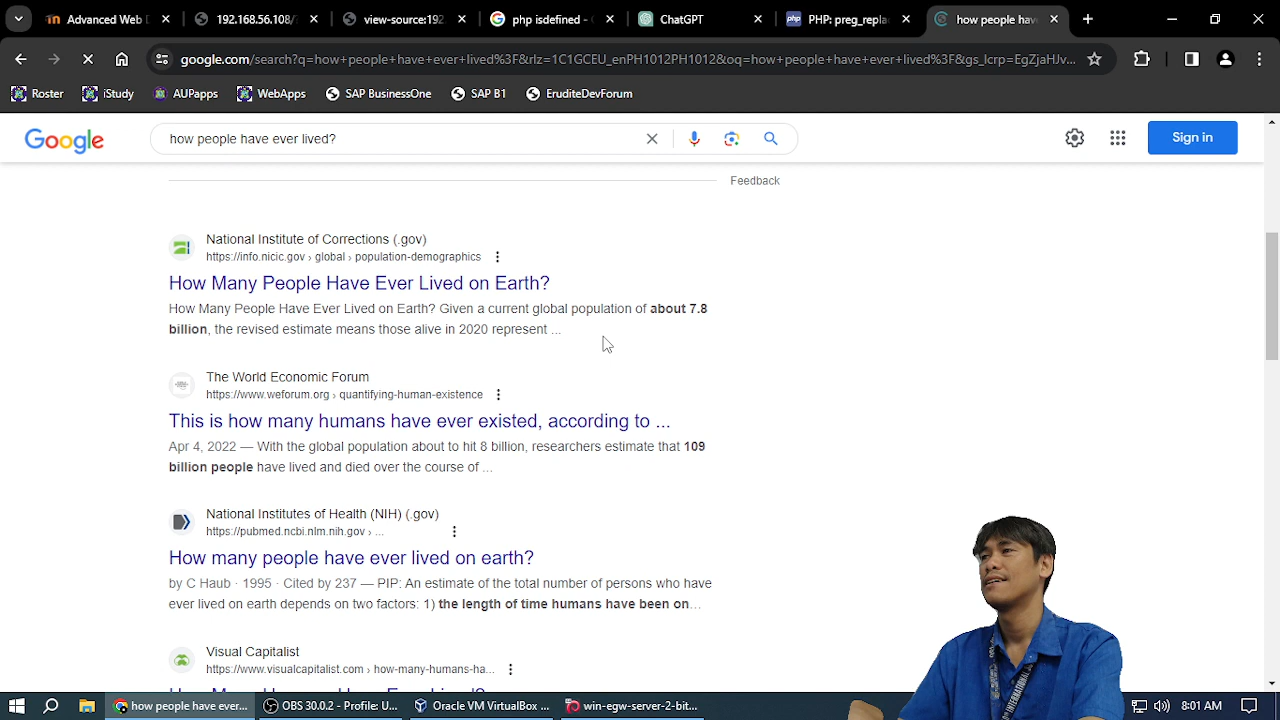 Advanced Web D
192.168.56.108/
view-source:192
php isdefined -
ChatGPT
PHP: preg_repla
how people hav
google.com/search?q=how+people+have+ever+lived%3F&rlz=1C1GCEU_enPH1012PH1012&oq=how+people+have+ever+lived%3F&gs_lcrp=EgZjaHJv...
Roster
iStudy
AUPapps
WebApps
SAP BusinessOne
SAP B1
EruditeDevForum
Google
how people have ever lived?
Sign in
Feedback
National Institute of Corrections (.gov)
https://info.nicic.gov › global › population-demographics
How Many People Have Ever Lived on Earth?
How Many People Have Ever Lived on Earth? Given a current global population of about 7.8
billion, the revised estimate means those alive in 2020 represent ...
The World Economic Forum
https://www.weforum.org › quantifying-human-existence
This is how many humans have ever existed, according to ...
Apr 4, 2022 — With the global population about to hit 8 billion, researchers estimate that 109
billion people have lived and died over the course of ...
National Institutes of Health (NIH) (.gov)
https://pubmed.ncbi.nlm.nih.gov › ...
How many people have ever lived on earth?
by C Haub · 1995 · Cited by 237 — PIP: An estimate of the total number of persons who have
ever lived on earth depends on two factors: 1) the length of time humans have been on...
Visual Capitalist
https://www.visualcapitalist.com › how-many-humans-ha...
how people have ever...
OBS 30.0.2 - Profile: U...
Oracle VM VirtualBox ...
win-egw-server-2-bit...
8:01 AM